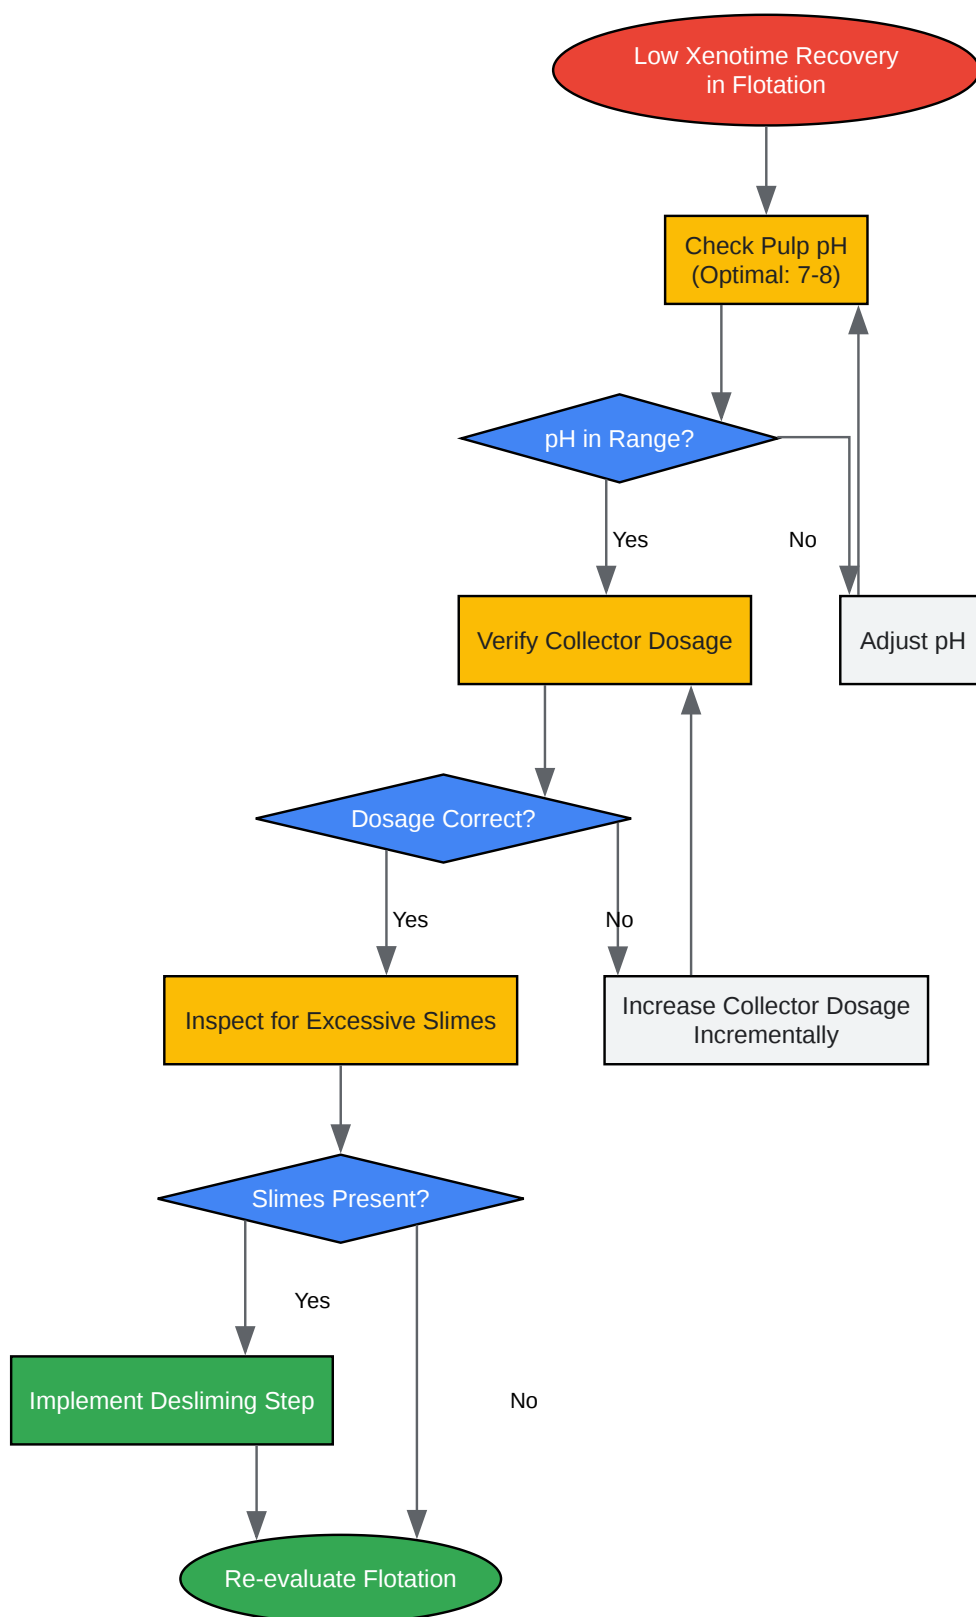 Low Xenotime Recovery
in Flotation
Check Pulp pH
(Optimal: 7-8)
pH in Range?
Yes
No
Verify Collector Dosage
Adjust pH
Dosage Correct?
Yes
No
Inspect for Excessive Slimes
Increase Collector Dosage
Incrementally
Slimes Present?
Yes
Implement Desliming Step
No
Re-evaluate Flotation